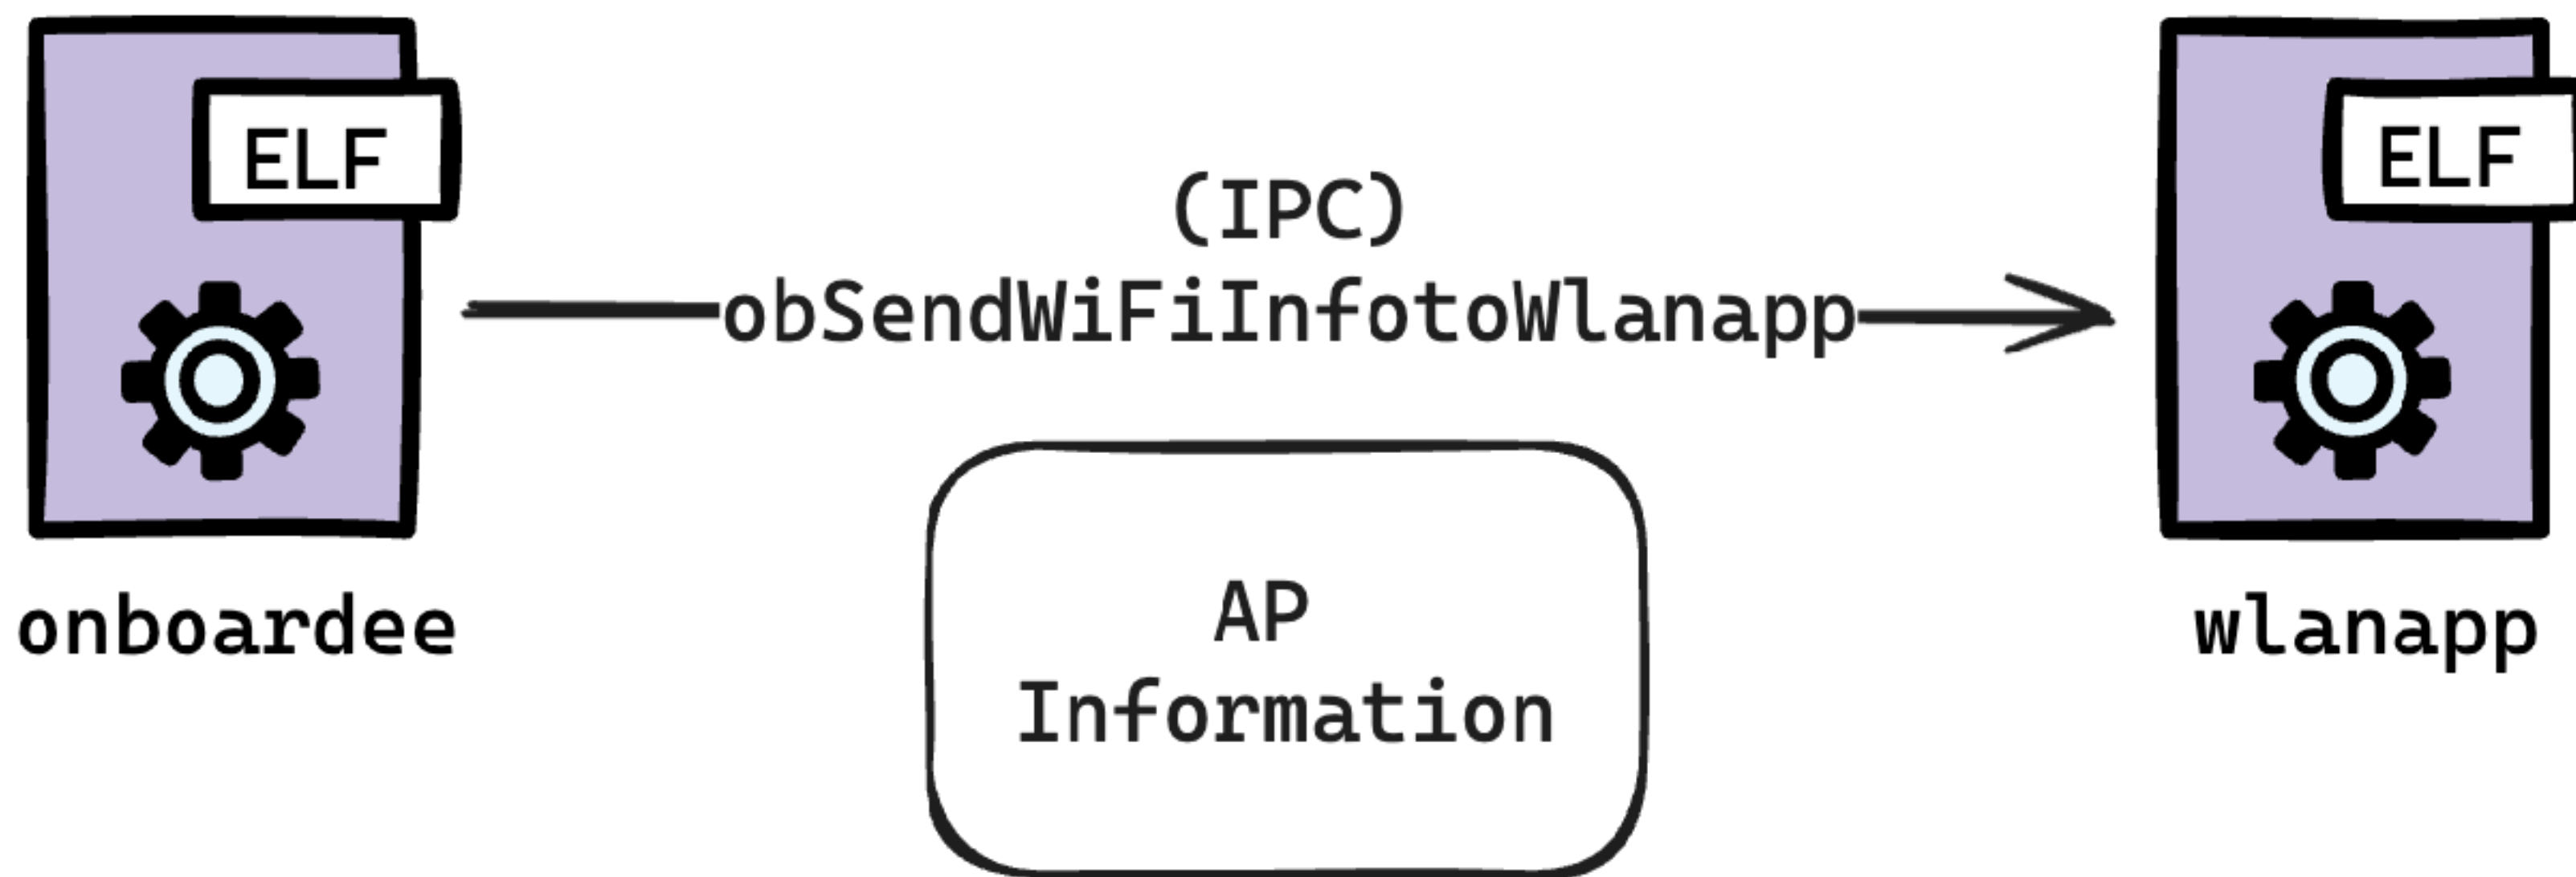 ELF
ELF
(IPC)
obSendWiFiInfotoWlanapp
AP
Information
onboardee
wlanapp